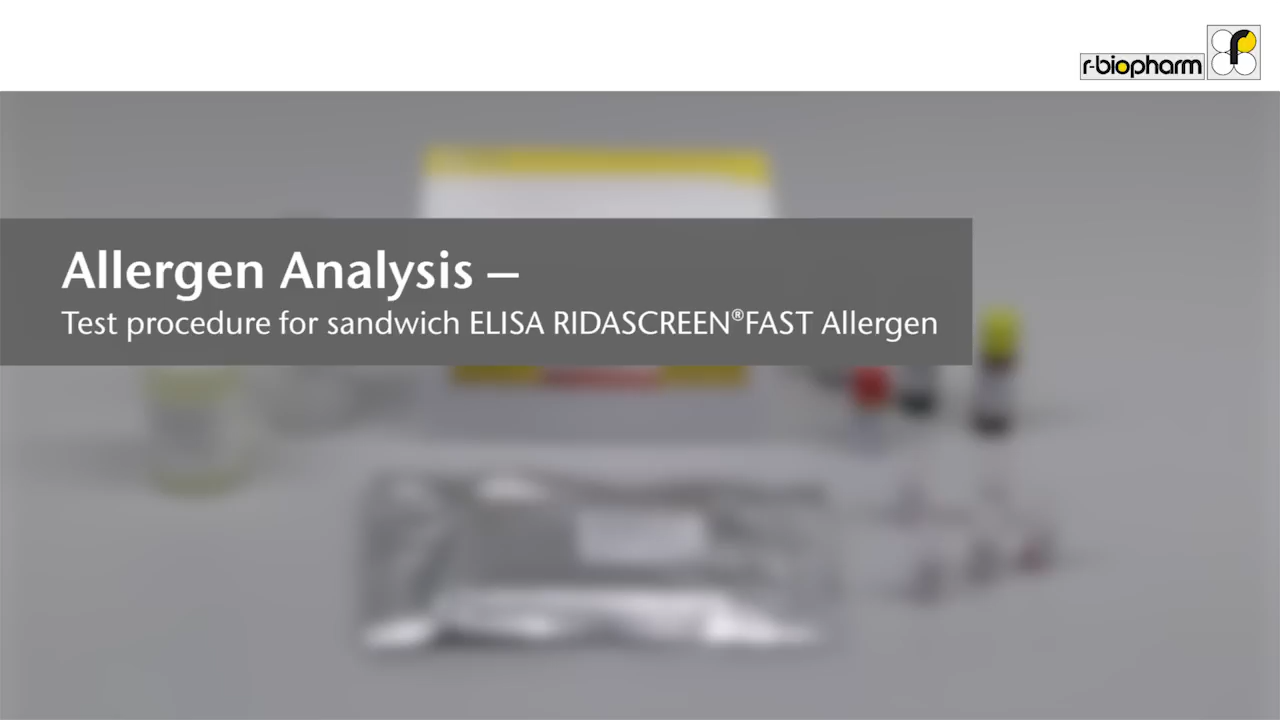 r-biopharm
Allergen Analysis —
Test procedure for sandwich ELISA RIDASCREEN®FAST Allergen